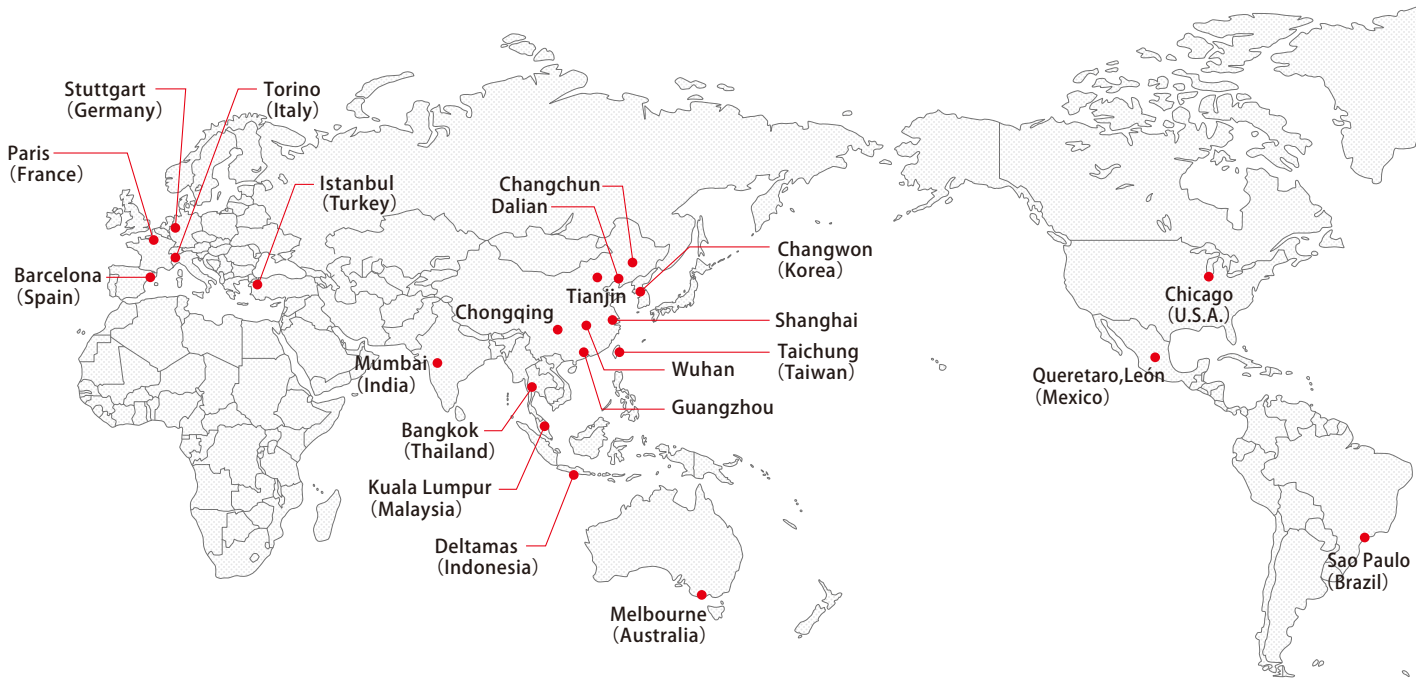 Stuttgart
(Germany)
Torino
(Italy)
Paris
(France)
Istanbul
(Turkey)
Barcelona
(Spain)
Changchun
Dalian
Changwon
(Korea)
Tianjin
Chongqing
Shanghai
Mumbai
(India)
Wuhan
Taichung
(Taiwan)
Guangzhou
Bangkok
(Thailand)
Kuala Lumpur
(Malaysia)
Deltamas
(Indonesia)
Melbourne
(Australia)
Chicago
(U.S.A.)
Queretaro,León
(Mexico)
Sao Paulo
(Brazil)